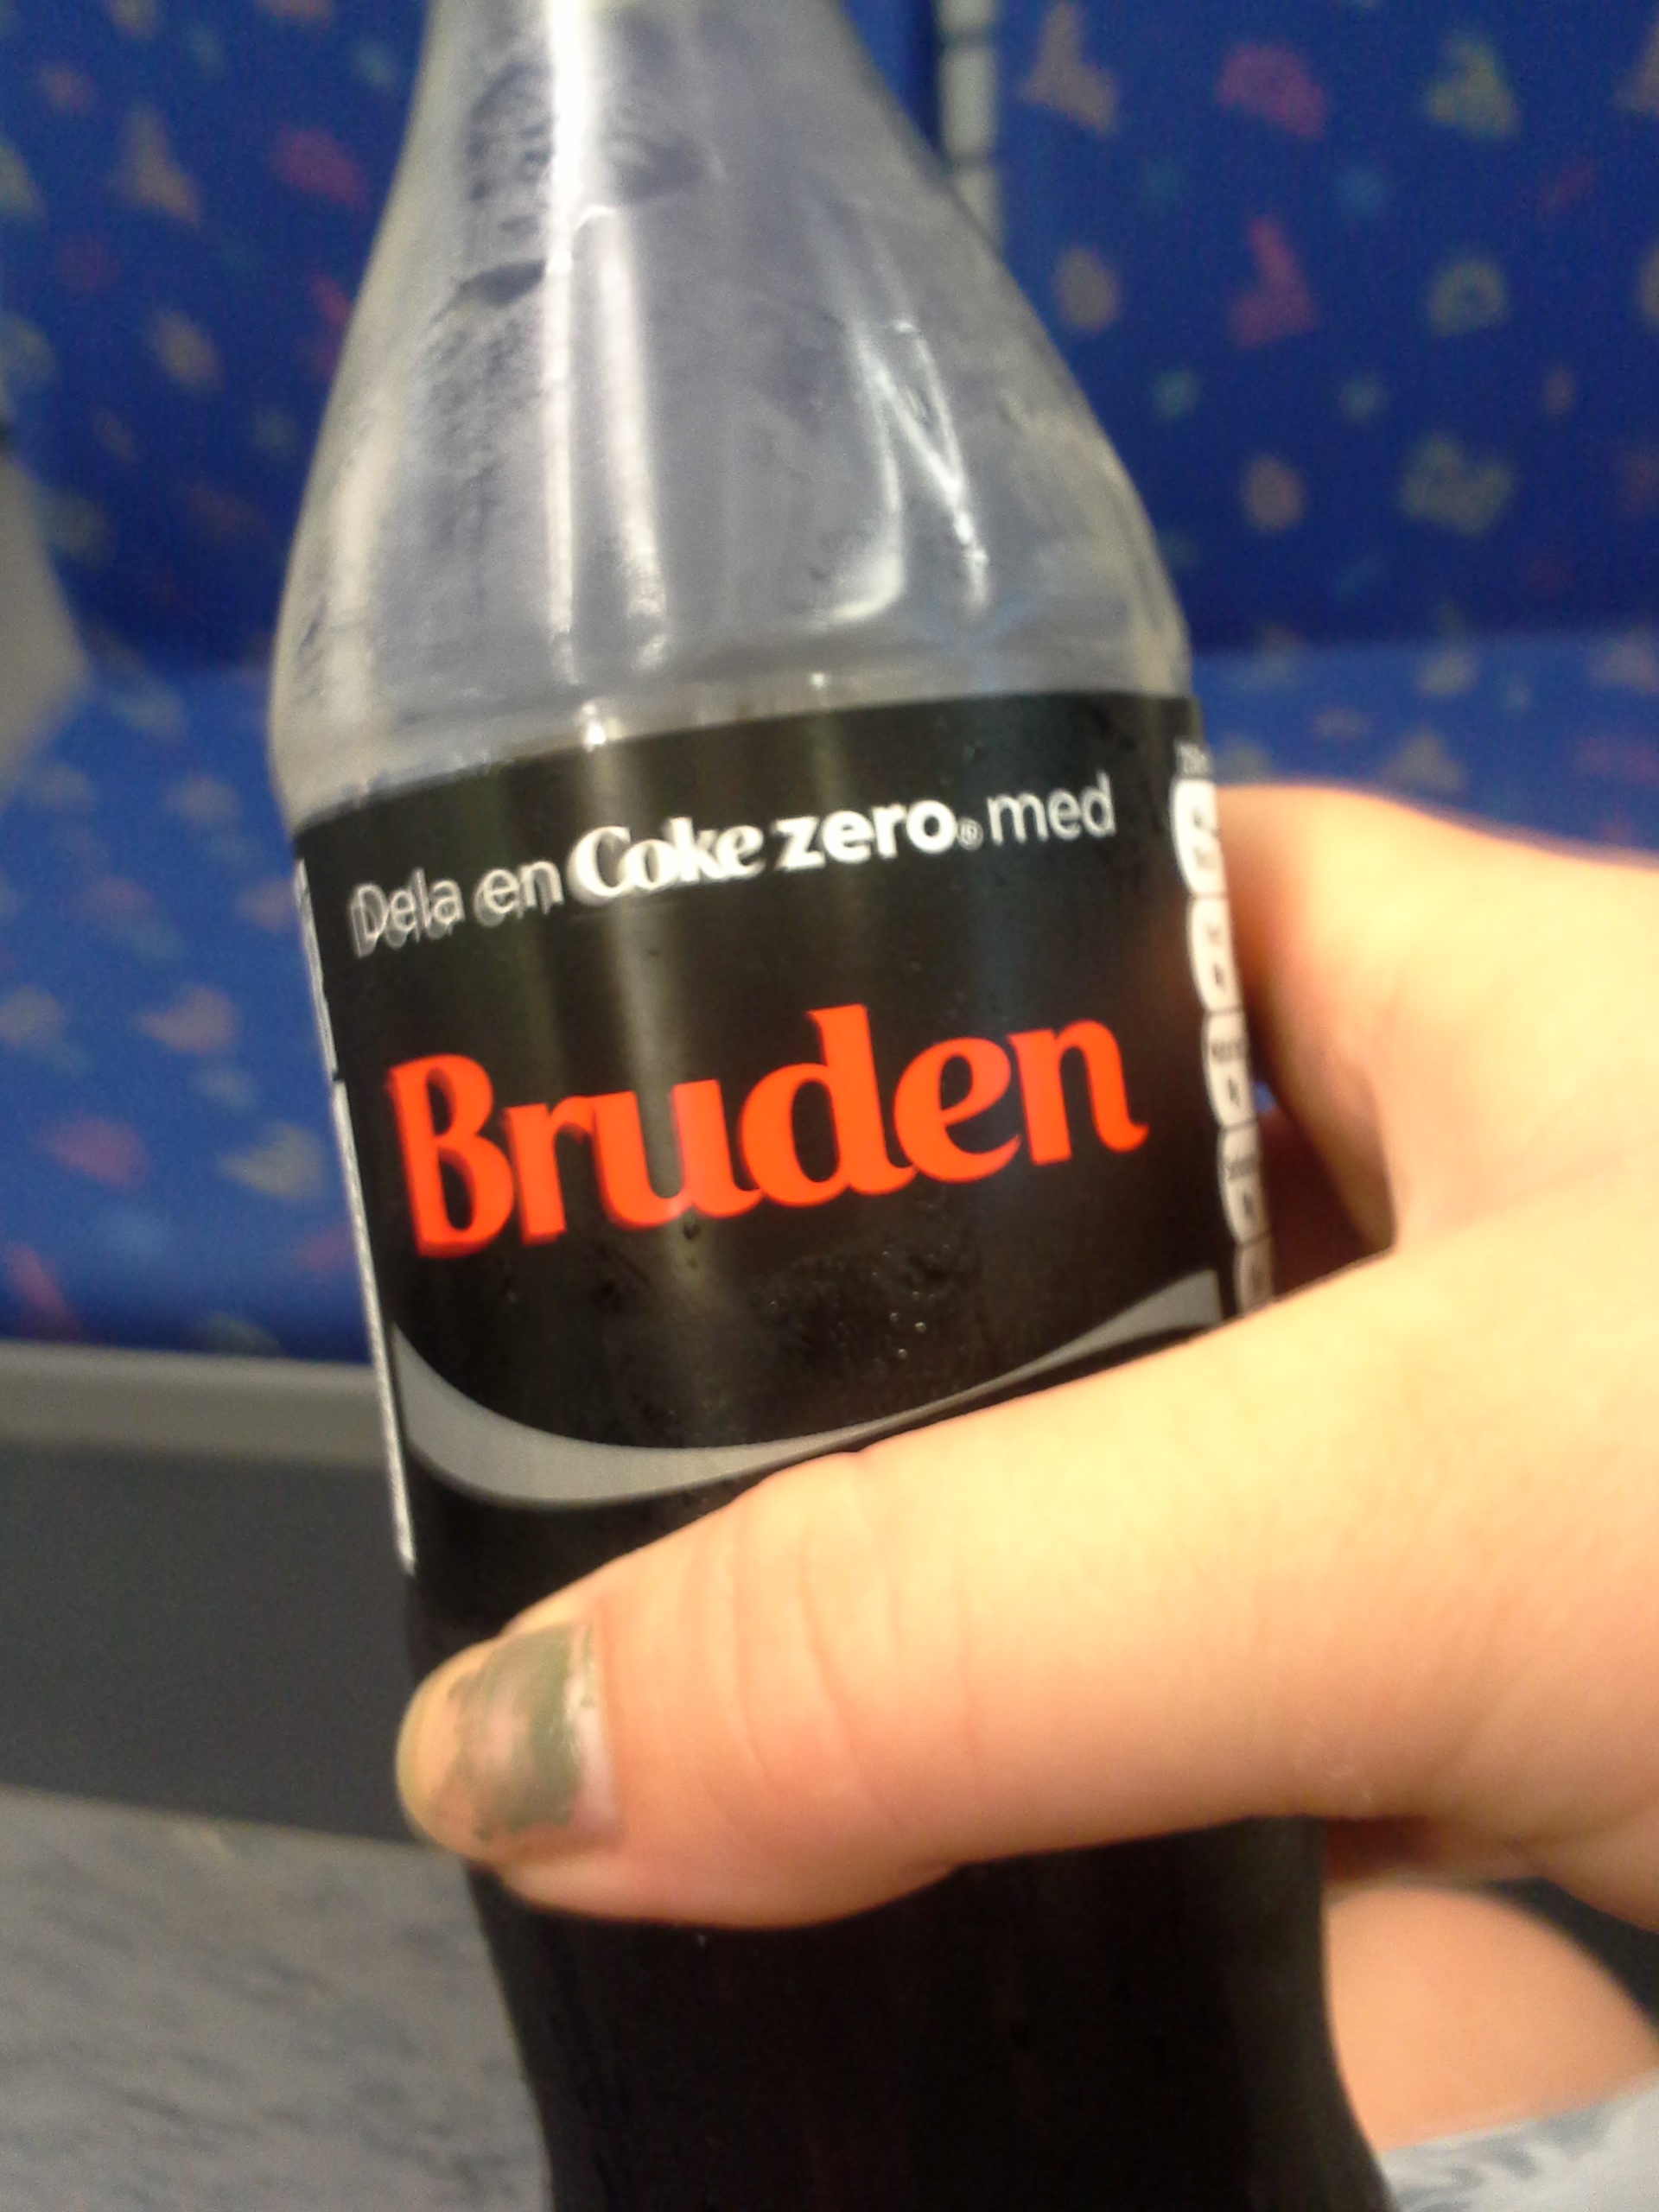 Dela en Coke zero® med
Bruden